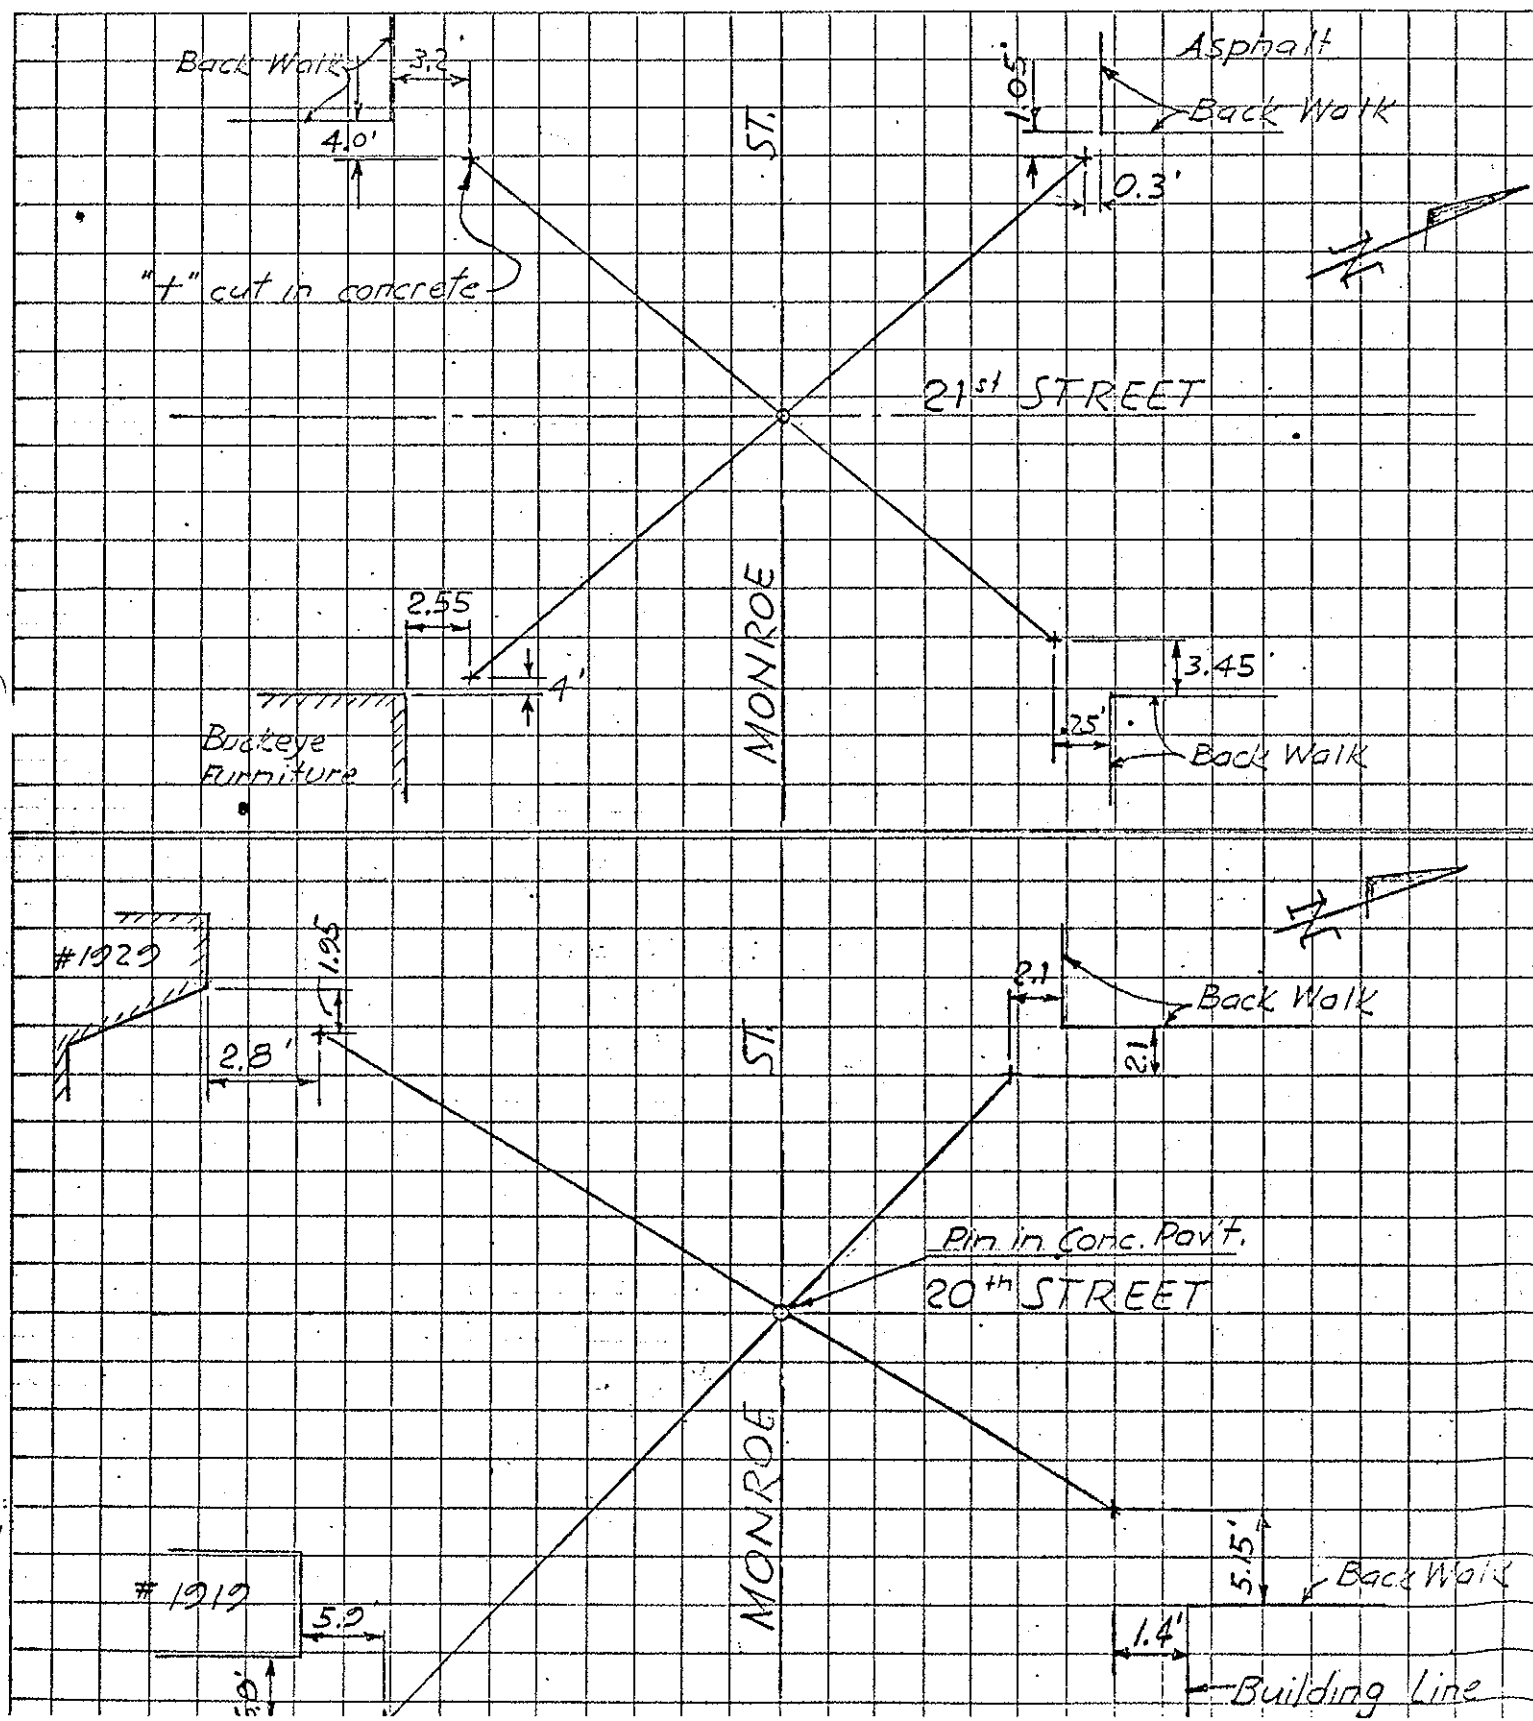 Back Walk
3.2'
4.0'
"+" cut in concrete
ST.
1.05'
Asphalt
Back Walk
0.3'
N
21st STREET
2.55
4'
Buckeye
Furniture
MONROE
3.45'
.25'
Back Walk
#1929
1.95
2.8'
ST.
2.1
Back Walk
2.1
N
Pin in Conc. Pav't.
20th STREET
MONROE
# 1919
5.9'
5.15'
Back Walk
1.4'
Building Line